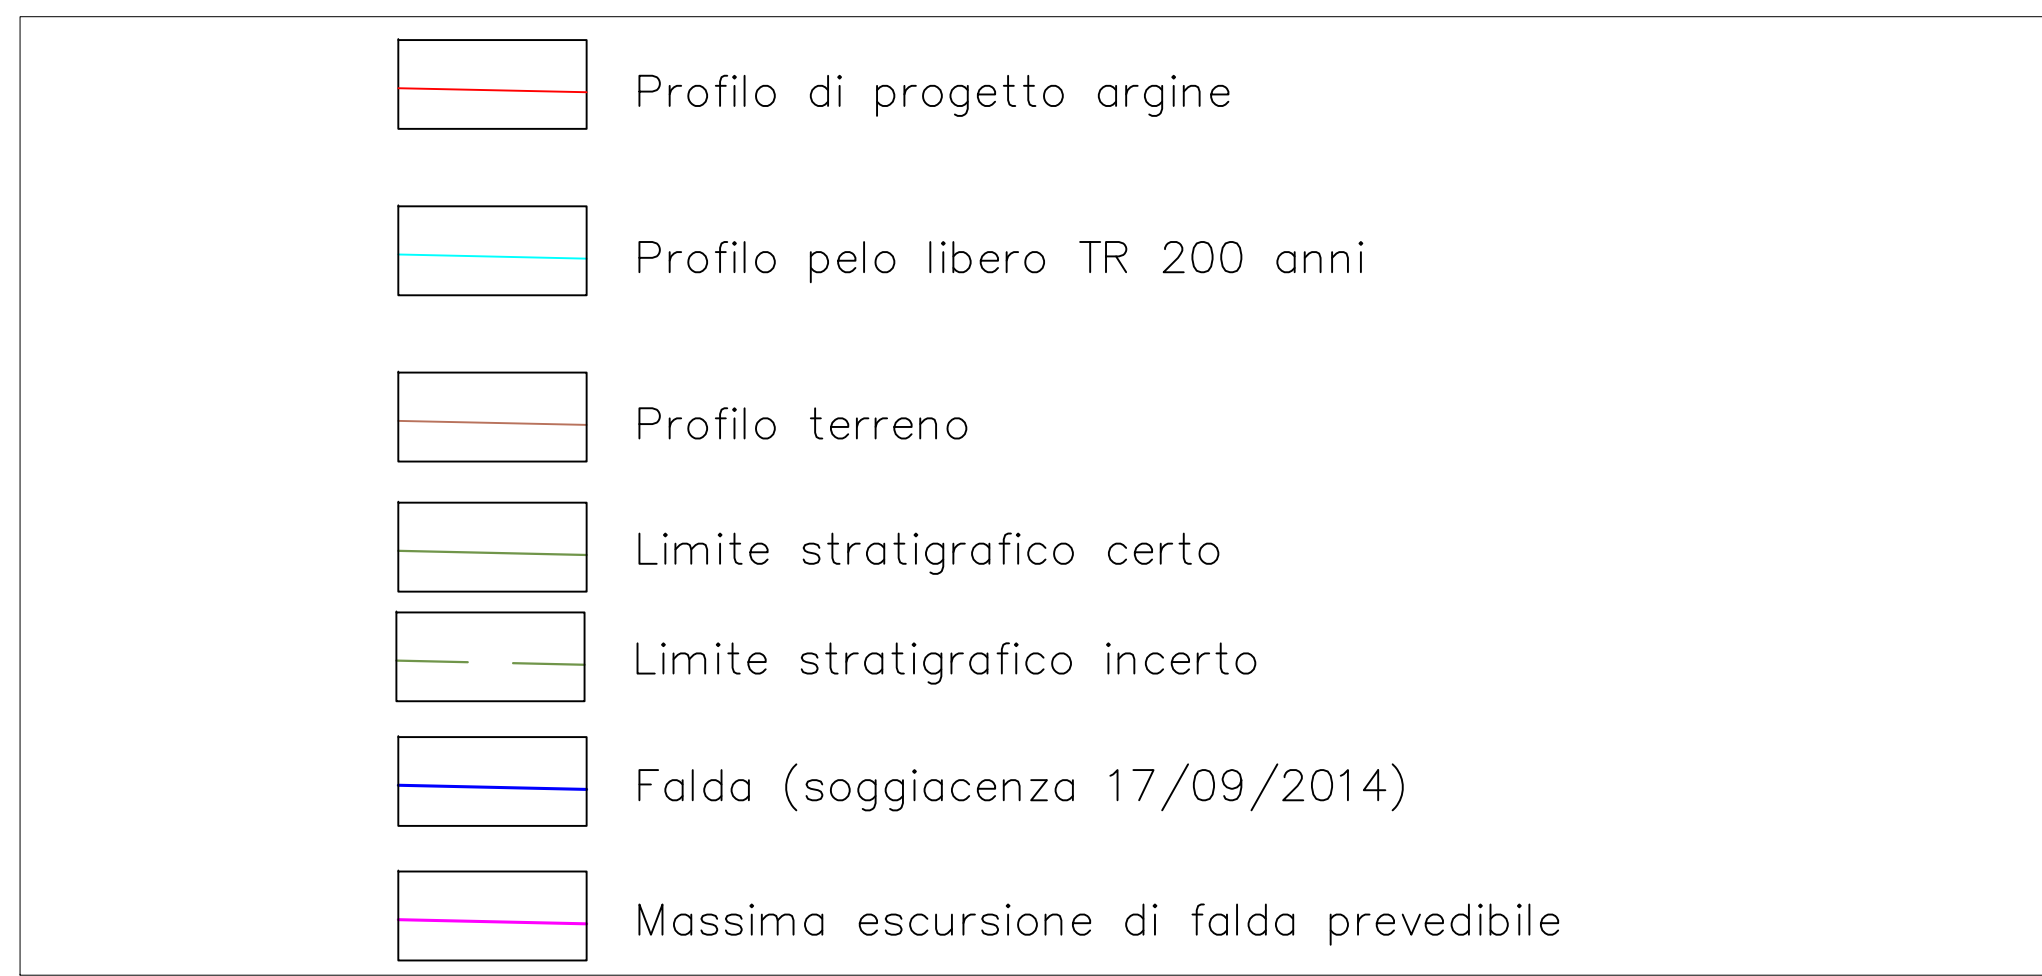 Profilo di progetto argine
Profilo pelo libero TR 200 anni
Profilo terreno
Limite stratigrafico certo
Limite stratigrafico incerto
Falda (soggiacenza 17/09/2014)
Massima escursione di falda prevedibile